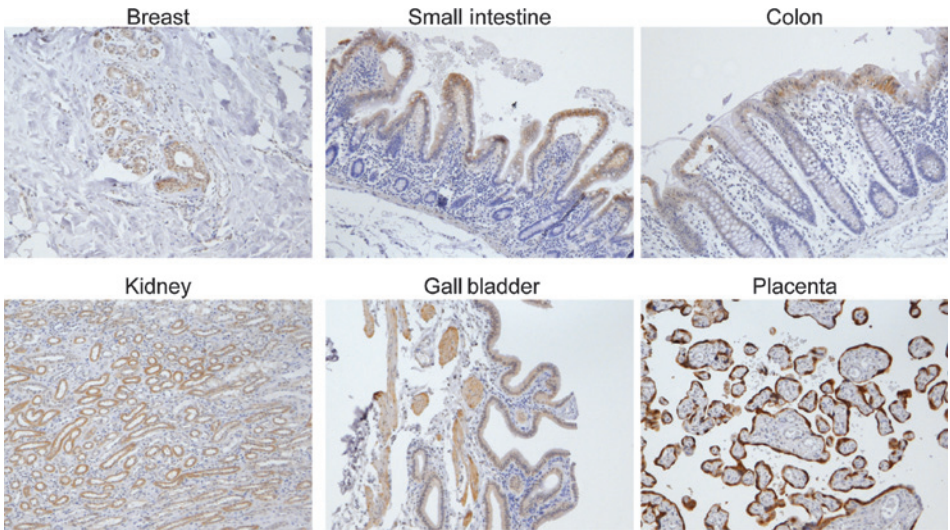 Breast
Small intestine
Colon
Kidney
Gall bladder
Placenta